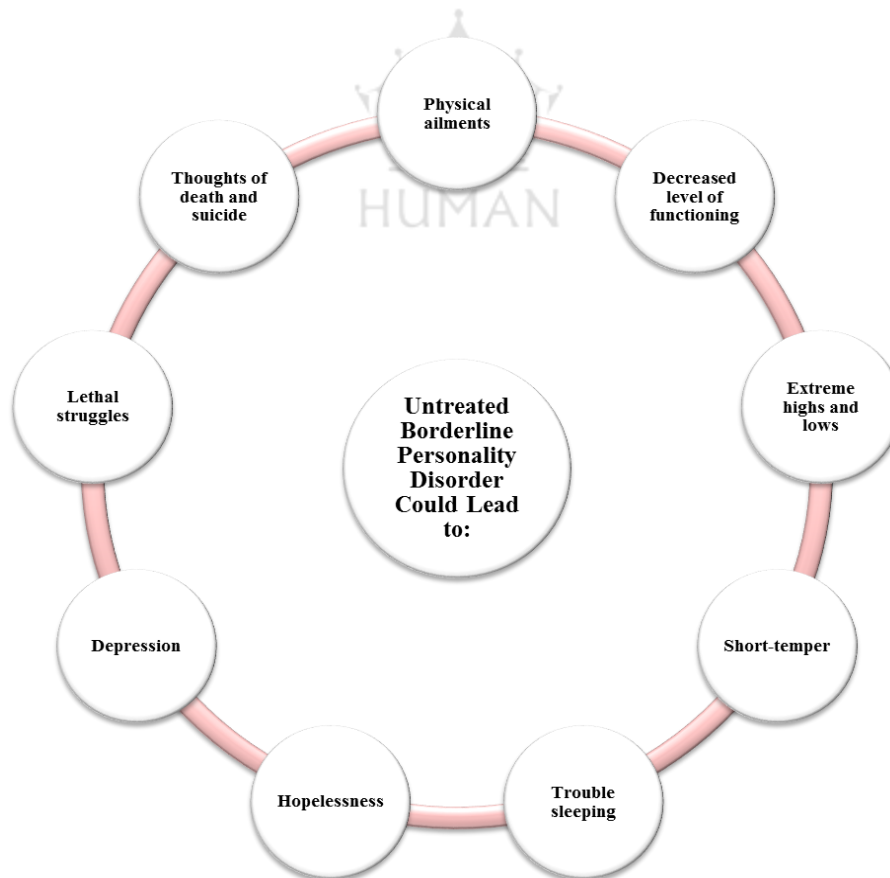 Physical
ailments
HUMAN
Decreased
level of
functioning
Extreme
highs and
lows
Short-temper
Trouble
sleeping
Hopelessness
Depression
Lethal
struggles
Thoughts of
death and
suicide
Untreated
Borderline
Personality
Disorder
Could Lead
to: